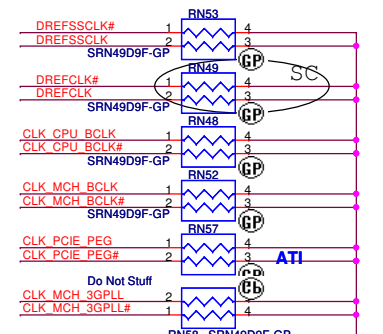 RN53
DREFSSCLK# 1 4
DREFSSCLK 2 3
SRN49D9F-GP GP
RN49 SC
DREFCLK# 1 4
DREFCLK 2 3
SRN49D9F-GP GP
RN48
CLK_CPU_BCLK 1 4
CLK_CPU_BCLK# 2 3
SRN49D9F-GP GP
RN52
CLK_MCH_BCLK 1 4
CLK_MCH_BCLK# 2 3
SRN49D9F-GP GP
RN57
CLK_PCIE_PEG 1 4
CLK_PCIE_PEG# 2 3 ATI
Do Not Stuff GP
CLK_MCH_3GPLL 2 3
CLK_MCH_3GPLL# 1 4
RN58 SRN49D9F-GP